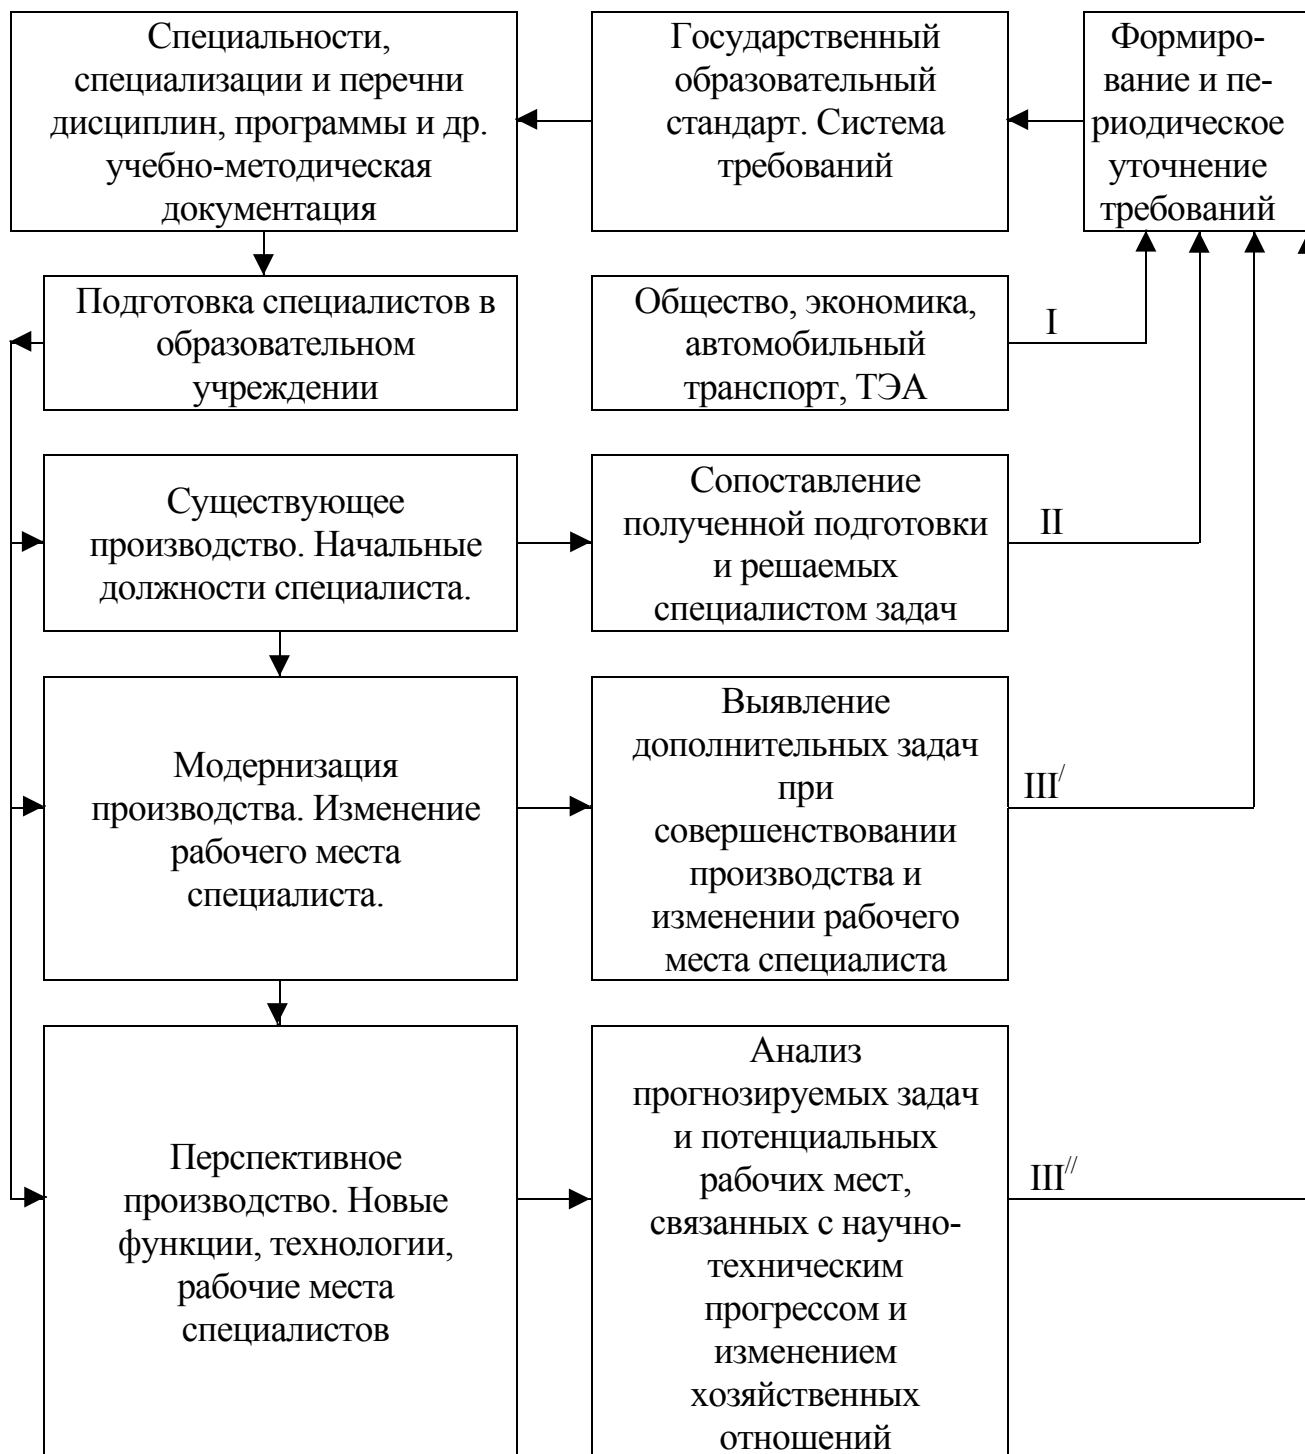 Специальности,
специализации и перечни
дисциплин, программы и др.
учебно-методическая
документация
Государственный
образовательный
стандарт. Система
требований
Формиро-
вание и пе-
риодическое
уточнение
требований
Подготовка специалистов в
образовательном
учреждении
Общество, экономика,
автомобильный
транспорт, ТЭА
I
Существующее
производство. Начальные
должности специалиста.
Сопоставление
полученной подготовки
и решаемых
специалистом задач
II
Модернизация
производства. Изменение
рабочего места
специалиста.
Выявление
дополнительных задач
при
совершенствовании
производства и
изменении рабочего
места специалиста
III/
Перспективное
производство. Новые
функции, технологии,
рабочие места
специалистов
Анализ
прогнозируемых задач
и потенциальных
рабочих мест,
связанных с научно-
техническим
прогрессом и
изменением
хозяйственных
отношений
III//